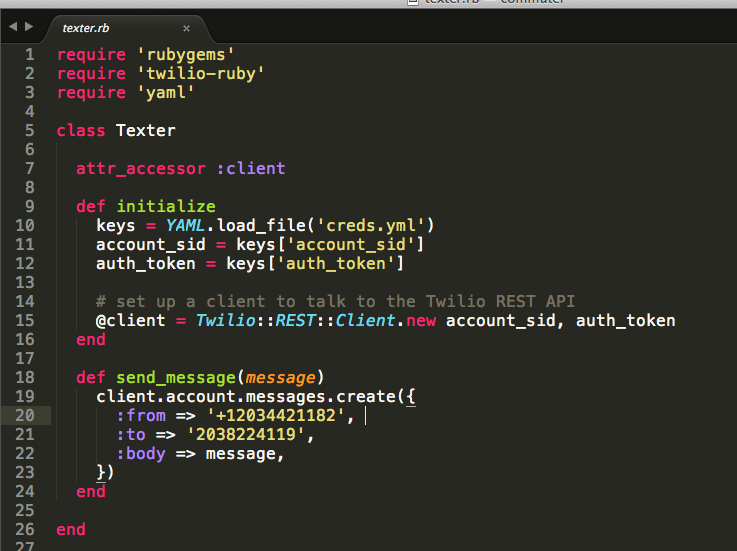 texter.rb — commuter
texter.rb ×
1 require 'rubygems'
2 require 'twilio-ruby'
3 require 'yaml'
4
5 class Texter
6
7 attr_accessor :client
8
9 def initialize
10 keys = YAML.load_file('creds.yml')
11 account_sid = keys['account_sid']
12 auth_token = keys['auth_token']
13
14 # set up a client to talk to the Twilio REST API
15 @client = Twilio::REST::Client.new account_sid, auth_token
16 end
17
18 def send_message(message)
19 client.account.messages.create({
20 :from => '+12034421182',
21 :to => '2038224119',
22 :body => message,
23 })
24 end
25
26 end
27